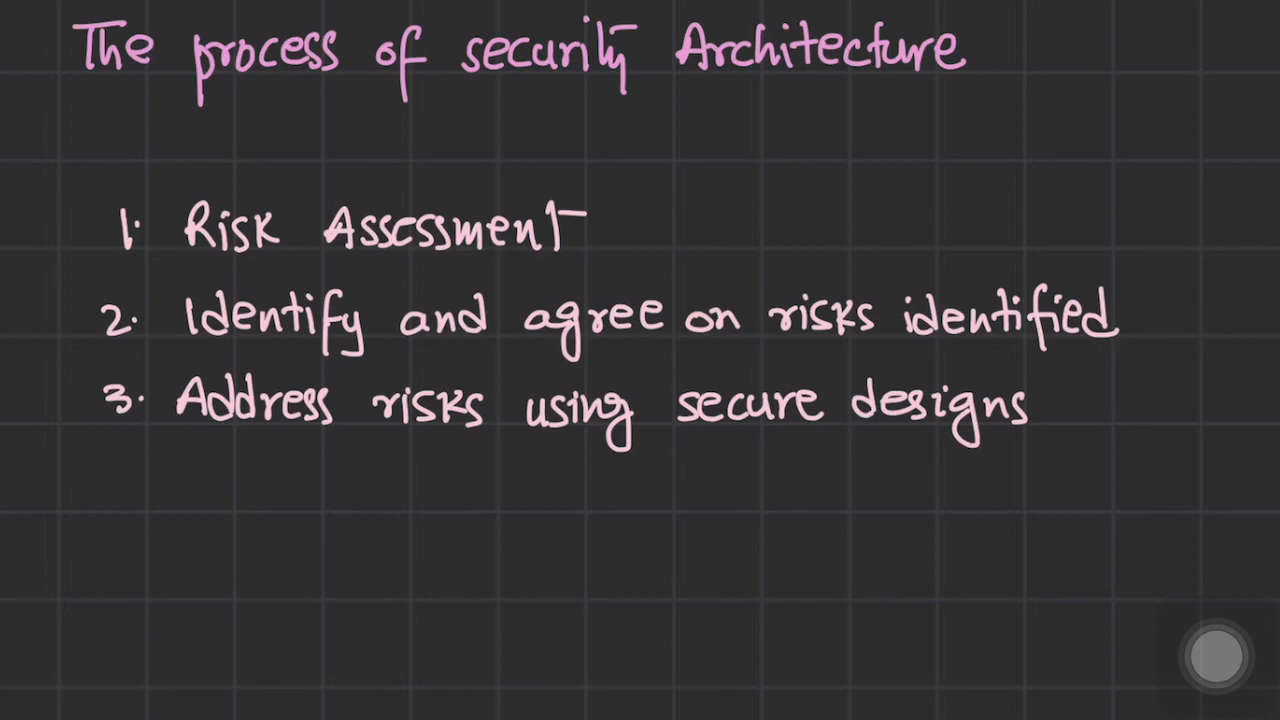 The process of security Architecture
1. Risk Assessment
2. Identify and agree on risks identified
3. Address risks using secure designs